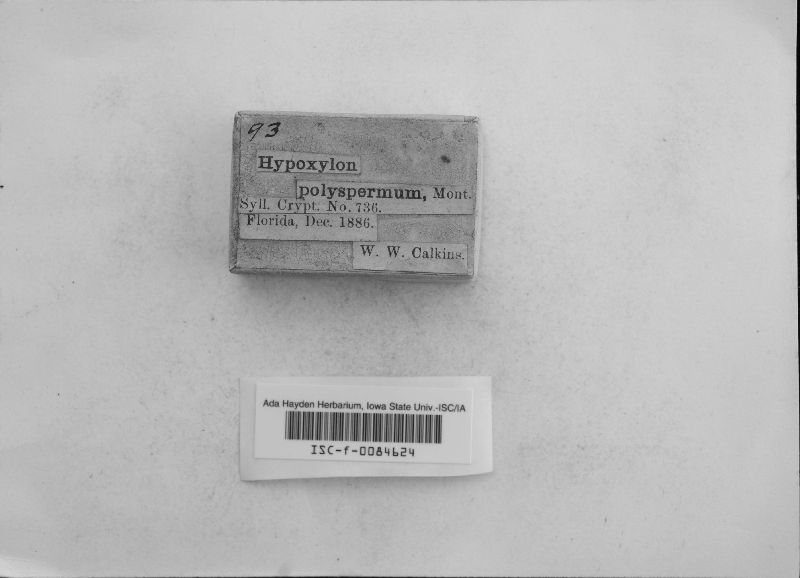 93
Hypoxylon
polyspermum, Mont.
Syll. Crypt. No. 736.
Florida, Dec. 1886.
W. W. Calkins.
Ada Hayden Herbarium, Iowa State Univ.-ISC/IA
ISC-f-0084624